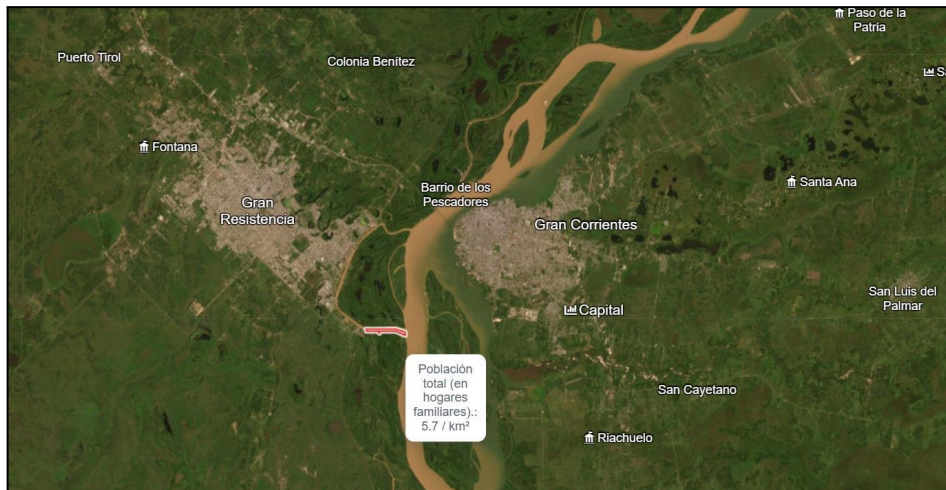 Paso de la
Patria
Puerto Tirol
Colonia Benítez
Fontana
Barrio de los
Pescadores
Santa Ana
Gran
Resistencia
Gran Corrientes
San Luis del
Palmar
Capital
Población
total (en
hogares
familiares).:
5.7 / km²
San Cayetano
Riachuelo